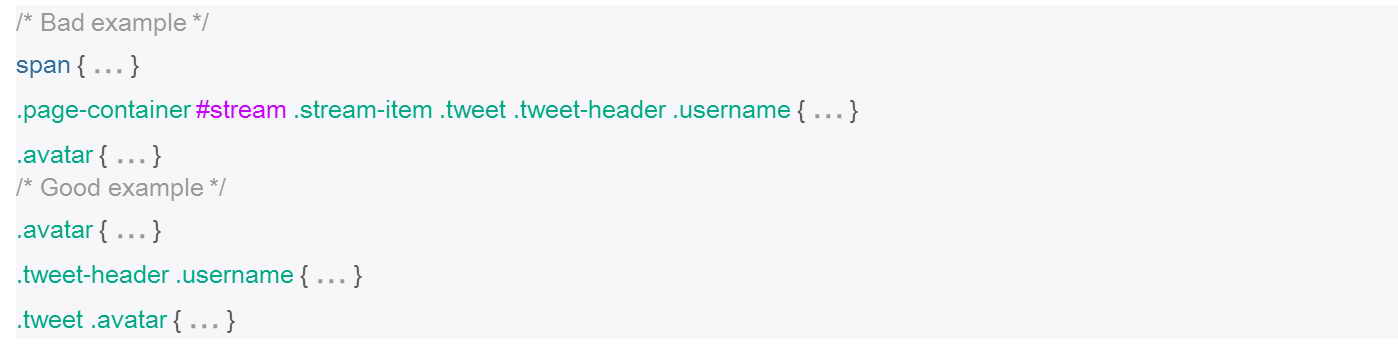 /* Bad example */
span { ... }
.page-container #stream .stream-item .tweet .tweet-header .username { ... }
.avatar { ... }
/* Good example */
.avatar { ... }
.tweet-header .username { ... }
.tweet .avatar { ... }